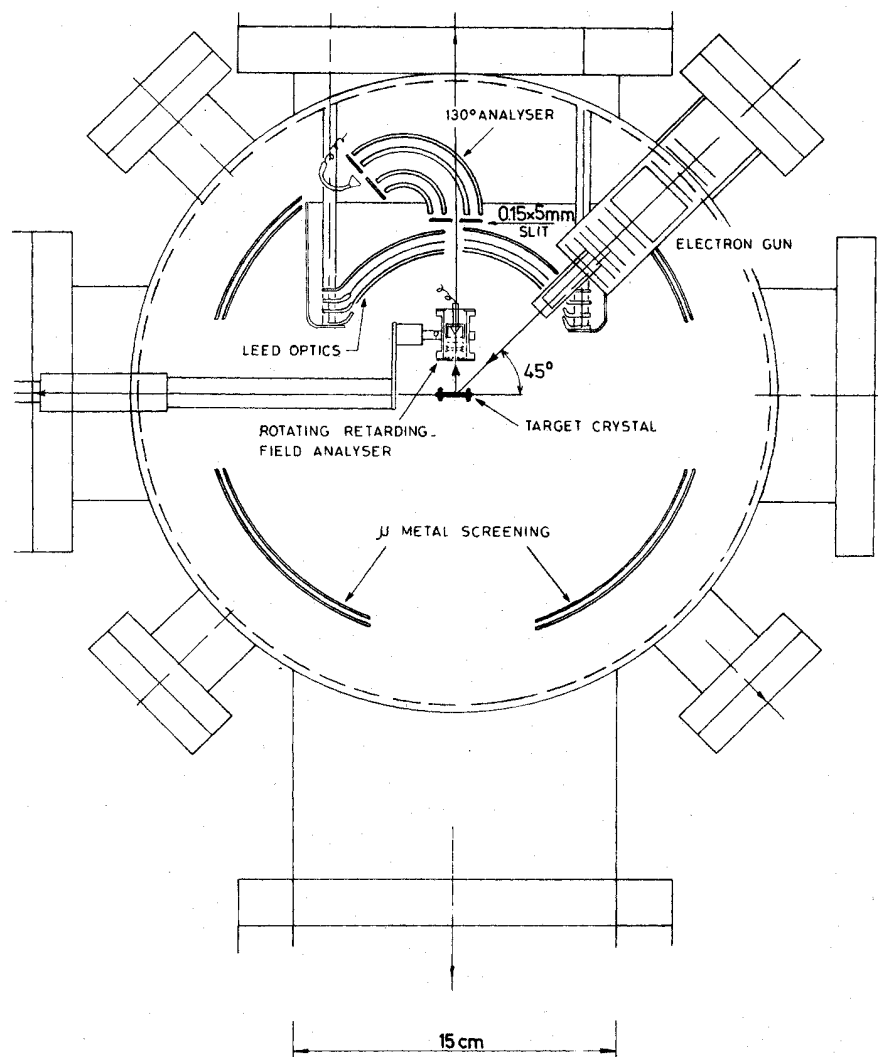 130° ANALYSER
0.15×5mm
SLIT
ELECTRON GUN
LEED OPTICS
45°
ROTATING RETARDING-
FIELD ANALYSER
TARGET CRYSTAL
µ METAL SCREENING
15 cm